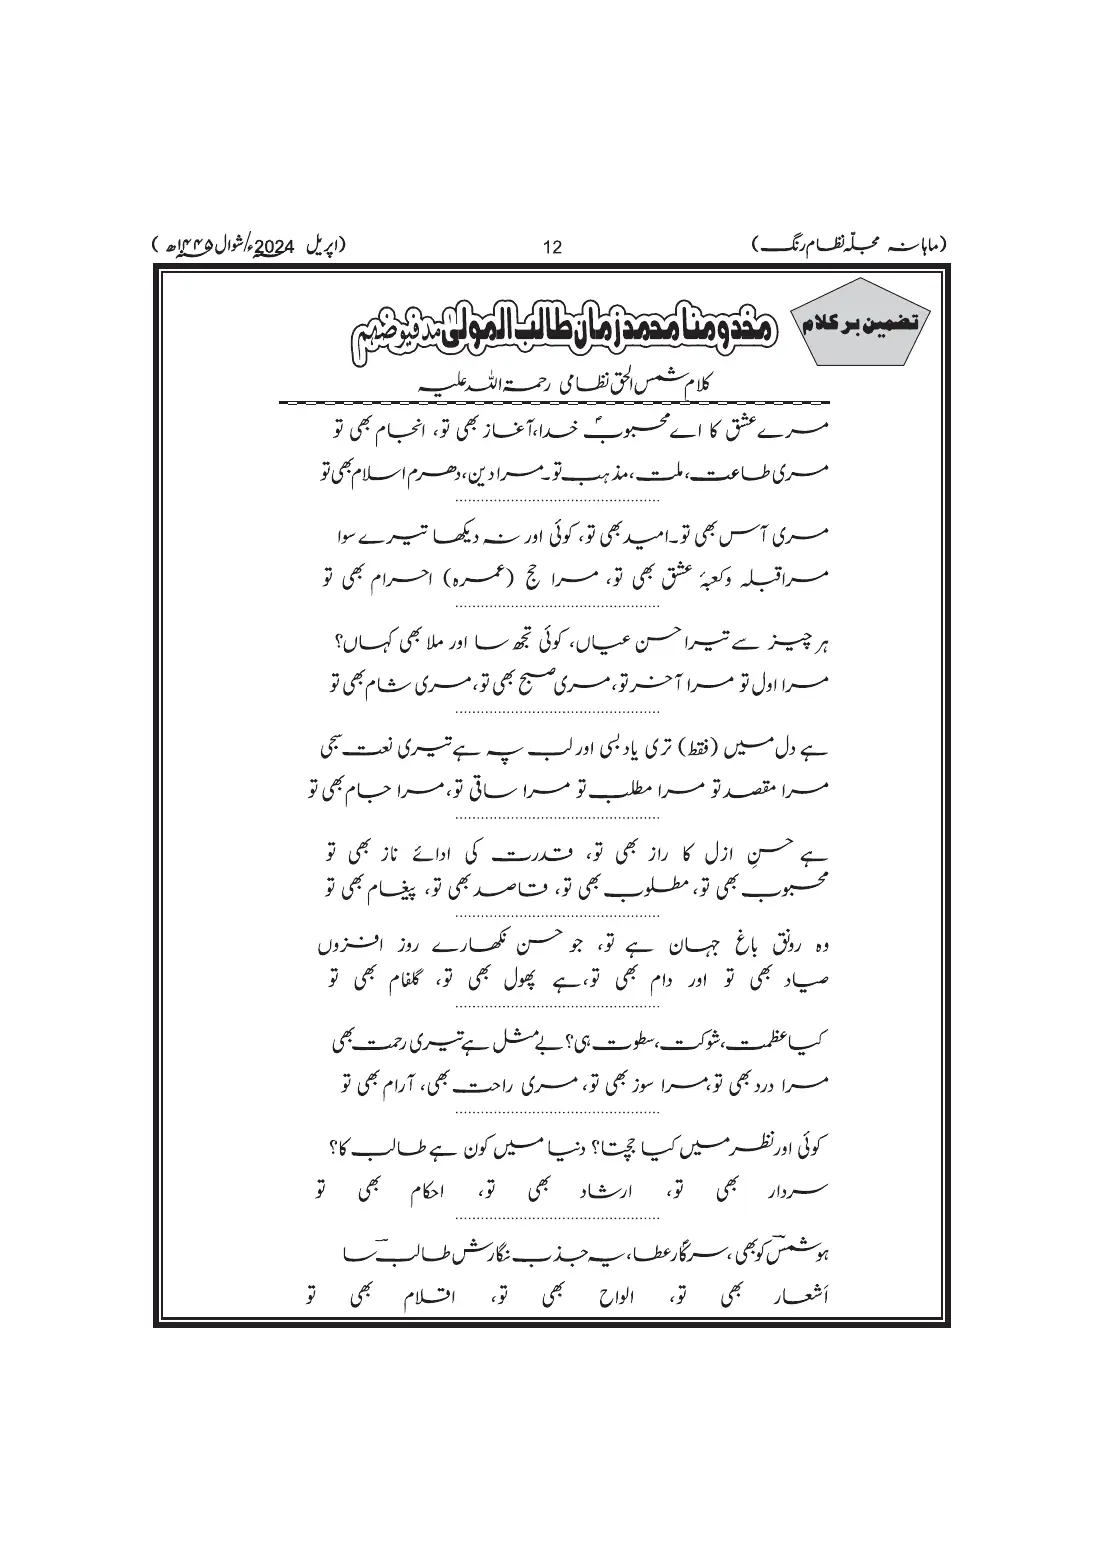 (ماہانہ مجلّہ نظام رنگ)
12
(اپریل 2024ء/شوال ۱۴۴۵ھ)
تضمین بر کلام
مخدومنا محمد زمان طالب المولیٰ مدفیوضہم
کلام شمس الحق نظامی رحمۃ اللہ علیہ
مرے عشق کا اے محبوبؐ خدا، آغاز بھی تو، انجام بھی تو
مری طاعت، ملت، مذہب تو۔ مرا دین، دھرم اسلام بھی تو
مری آس بھی تو۔ امید بھی تو، کوئی اور نہ دیکھا تیرے سوا
مرا قبلہ وکعبۂ عشق بھی تو، مرا حج (عمرہ) احرام بھی تو
ہر چیز سے تیرا حسن عیاں، کوئی تجھ سا اور ملا بھی کہاں؟
مرا اول تو مرا آخر تو، مری صبح بھی تو، مری شام بھی تو
ہے دل میں (فقط) تری یاد بسی اور لب پہ ہے تیری نعت سجی
مرا مقصد تو مرا مطلب تو مرا ساقی تو، مرا جام بھی تو
ہے حسنِ ازل کا راز بھی تو، قدرت کی ادائے ناز بھی تو
محبوب بھی تو، مطلوب بھی تو، قاصد بھی تو، پیغام بھی تو
وہ رونق باغ جہان ہے تو، جو حسن نکھارے روز افزوں
صیاد بھی تو اور دام بھی تو، ہے پھول بھی تو، گلفام بھی تو
کیا عظمت، شوکت، سطوت ہی؟ بے مثل ہے تیری رحمت بھی
مرا درد بھی تو، مرا سوز بھی تو، مری راحت بھی، آرام بھی تو
کوئی اور نظر میں کیا جچتا؟ دنیا میں کون ہے طالب کا؟
سردار بھی تو، ارشاد بھی تو، احکام بھی تو
ہو شمسؔ کو بھی، سرکار عطا، یہ جذب نگارش طالبؔ سا
اشعار بھی تو، الواح بھی تو، اقلام بھی تو